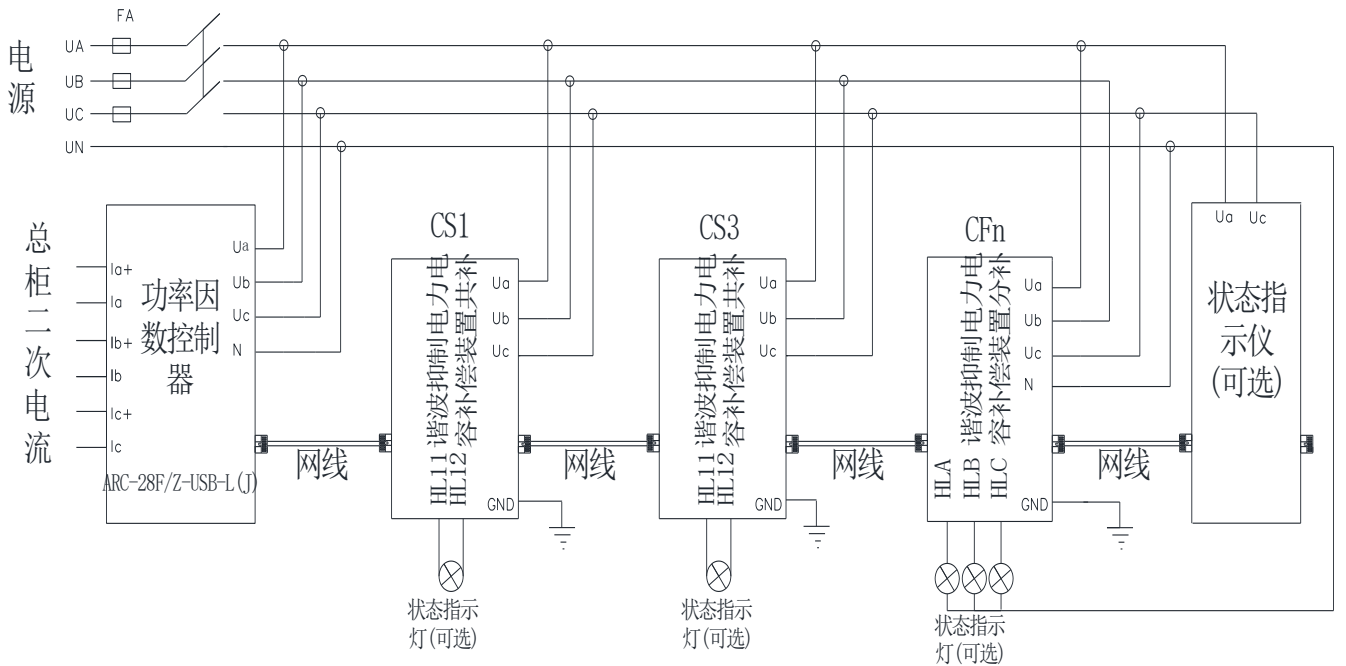 FA
电源
UA
UB
UC
UN
总柜二次电流
Ia+
Ia
Ib+
Ib
Ic+
Ic
功率因
数控制
器
Ua
Ub
Uc
N
ARC-28F/Z-USB-L(J)
网线
CS1
HL11 谐波抑制电力电
HL12 容补偿装置共补
Ua
Ub
Uc
GND
状态指示
灯(可选)
网线
CS3
HL11 谐波抑制电力电
HL12 容补偿装置共补
Ua
Ub
Uc
GND
状态指示
灯(可选)
网线
CFn
HLA
HLB 谐波抑制电力电
HLC 容补偿装置分补
Ua
Ub
Uc
N
GND
状态指示
灯(可选)
网线
Ua Uc
状态指
示仪
(可选)